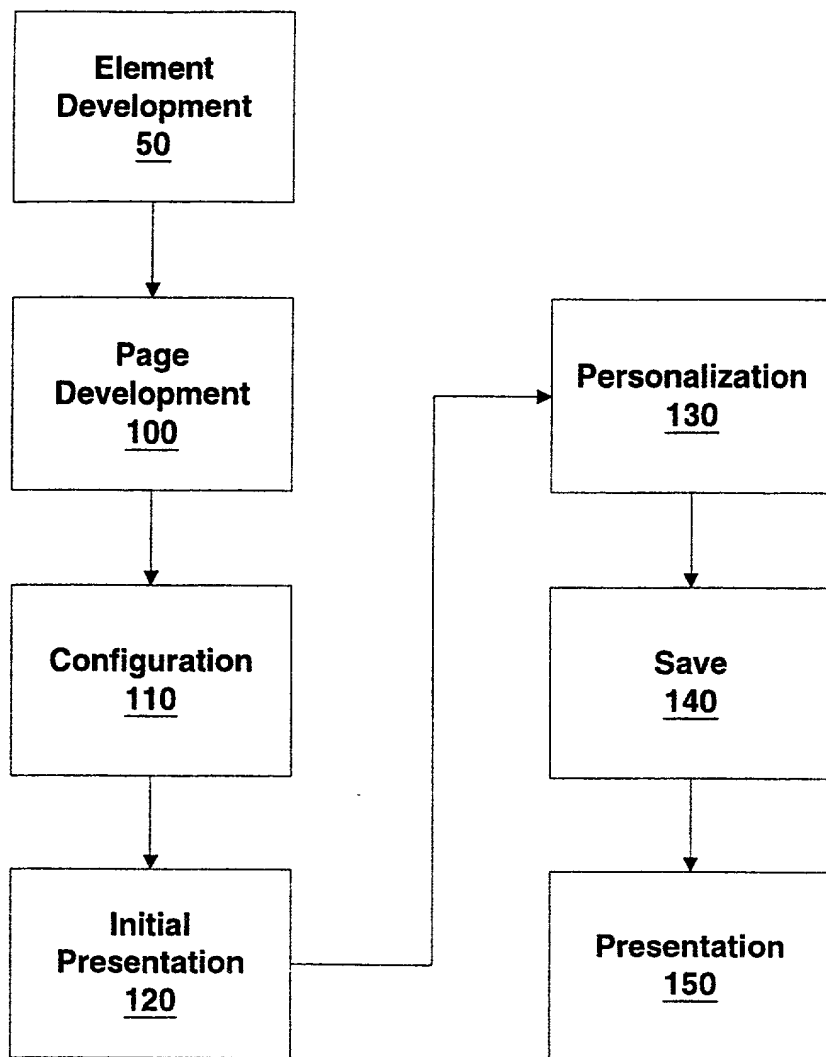 Element
Development
50
Page
Development
100
Configuration
110
Initial
Presentation
120
Personalization
130
Save
140
Presentation
150